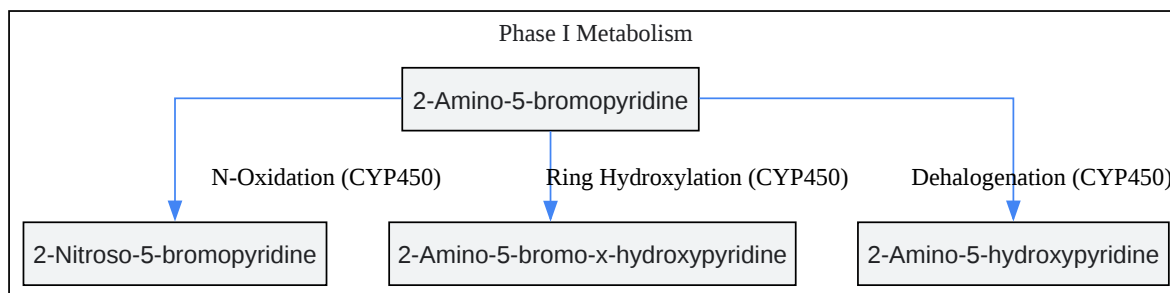 Phase I Metabolism
2-Amino-5-bromopyridine
N-Oxidation (CYP450)
Ring Hydroxylation (CYP450)
Dehalogenation (CYP450)
2-Nitroso-5-bromopyridine
2-Amino-5-bromo-x-hydroxypyridine
2-Amino-5-hydroxypyridine